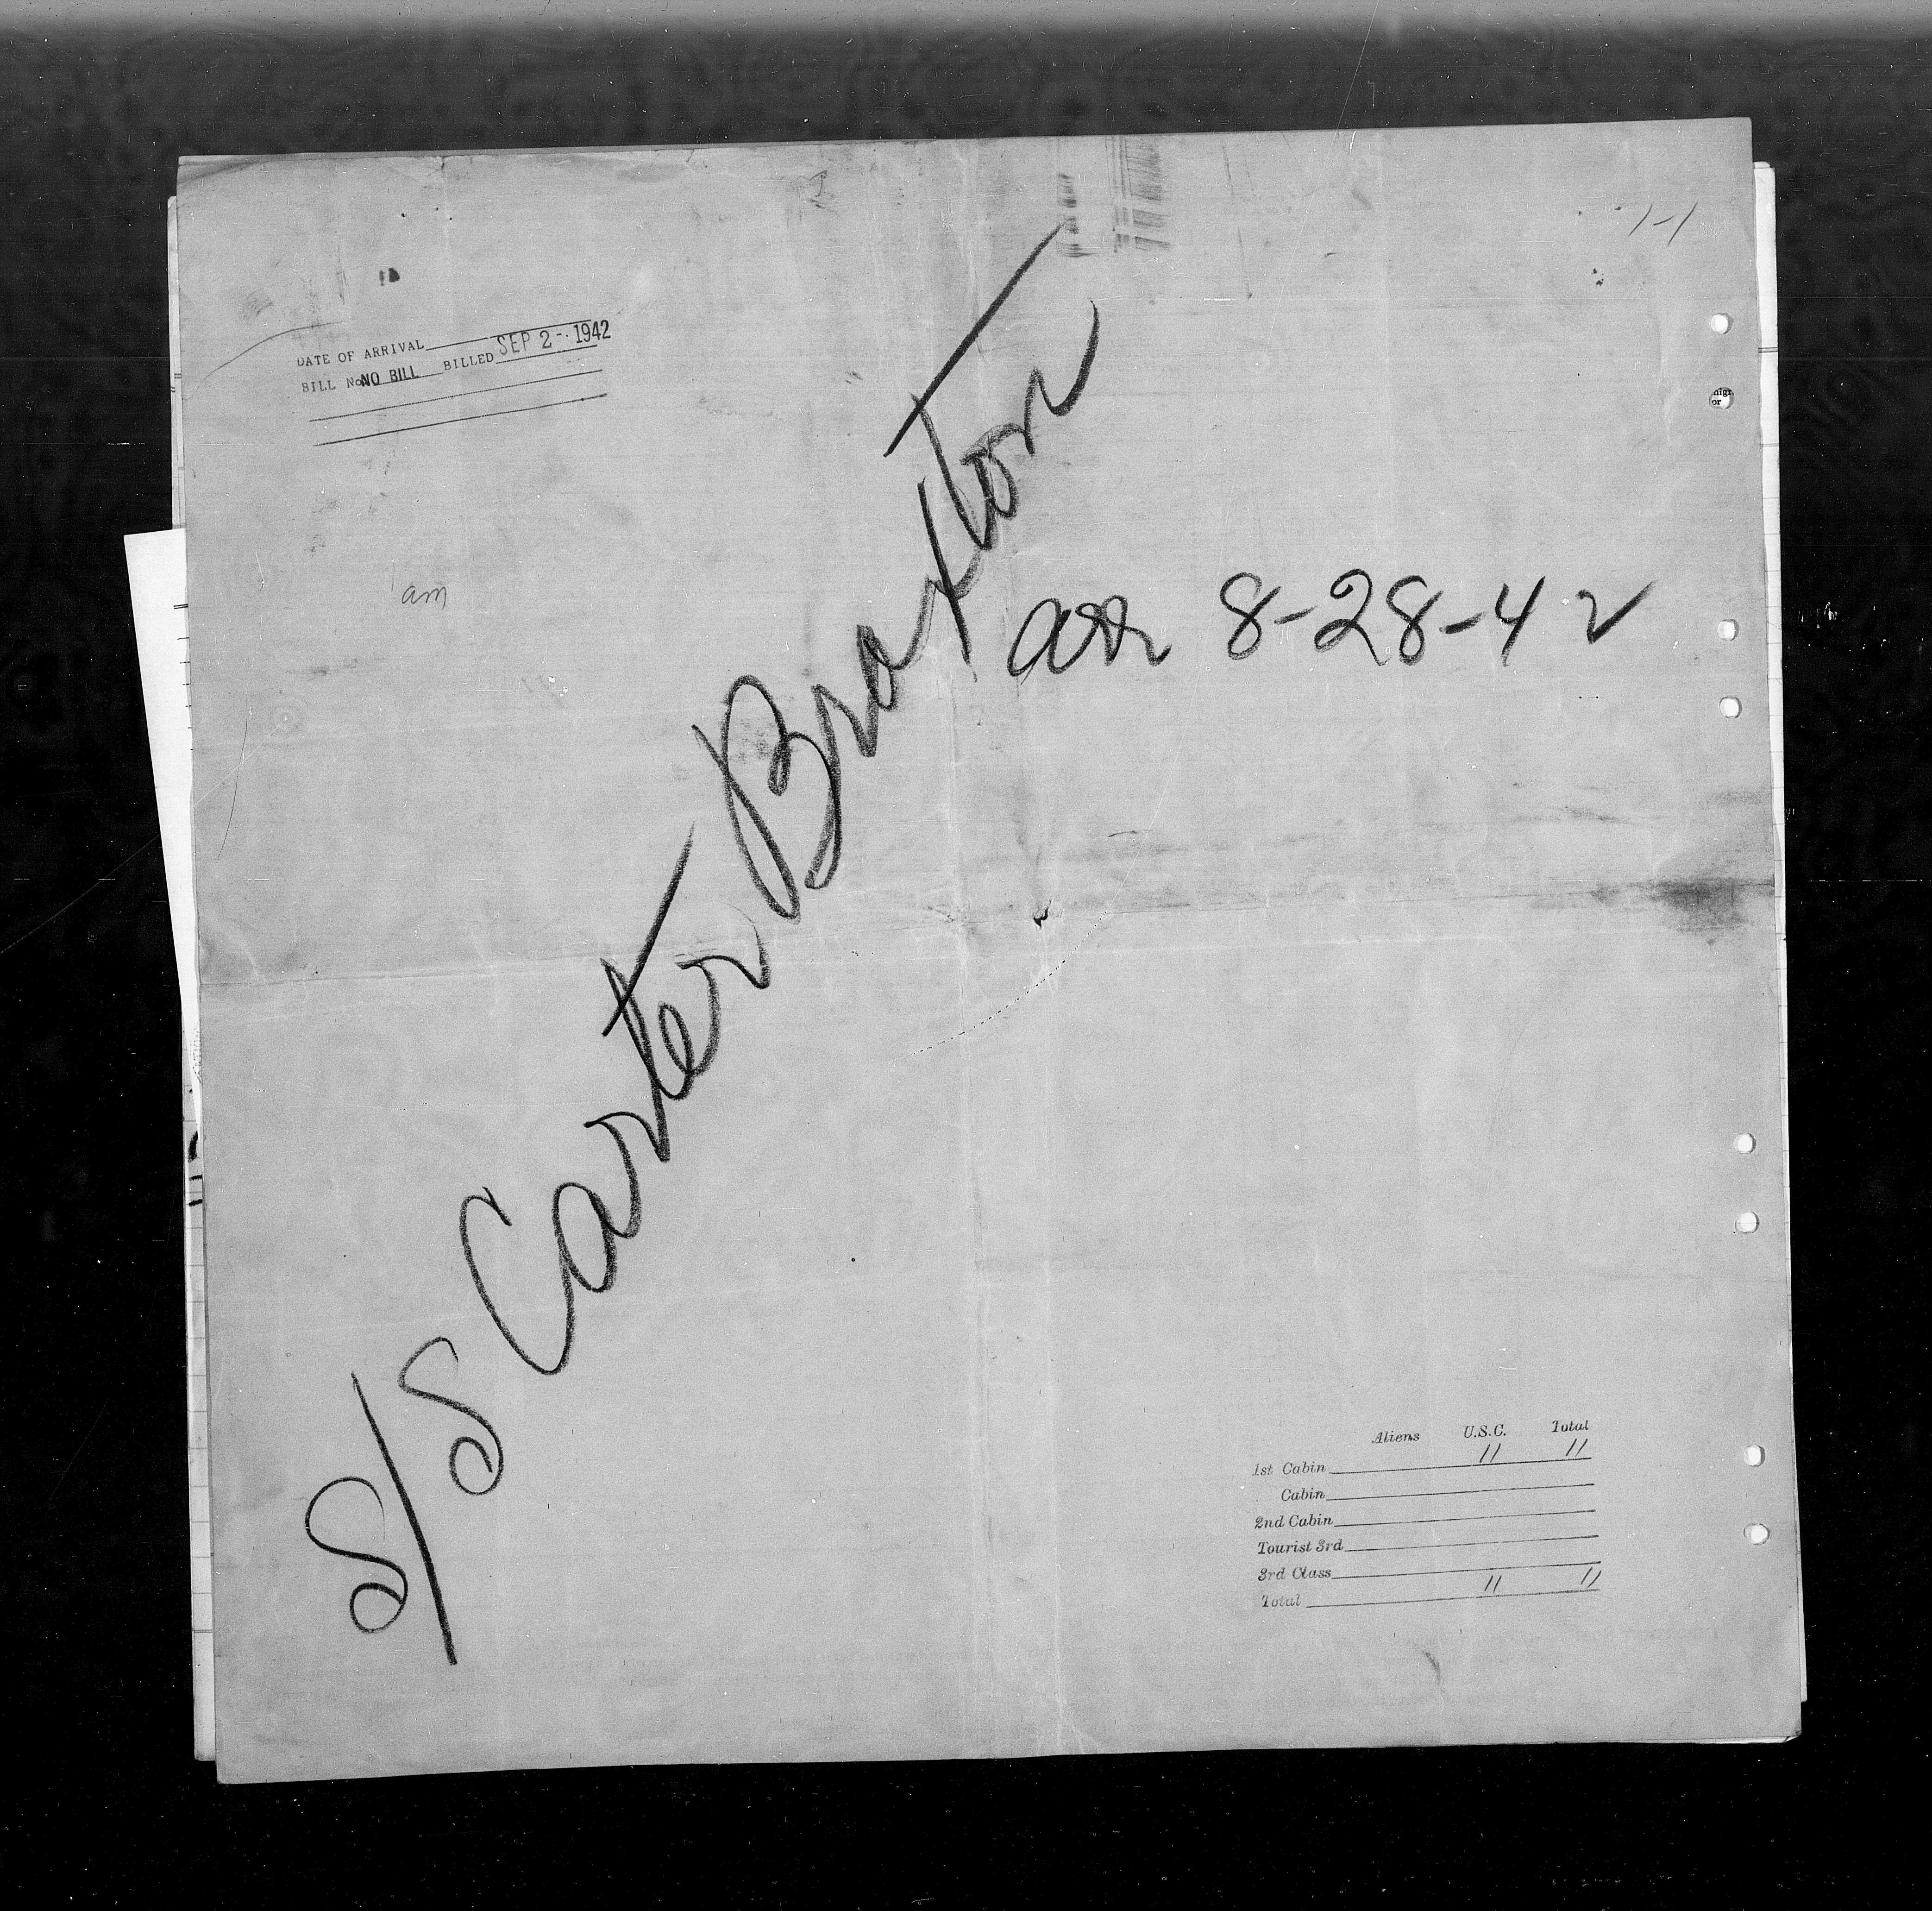 1-1
DATE OF ARRIVAL
BILL No. NO BILL BILLED SEP 2 - 1942
am
S/S Carter Braxton
arr 8-28-42
Aliens U.S.C. Total
1st Cabin 11 11
Cabin
2nd Cabin
Tourist 3rd
3rd Class
Total 11 11